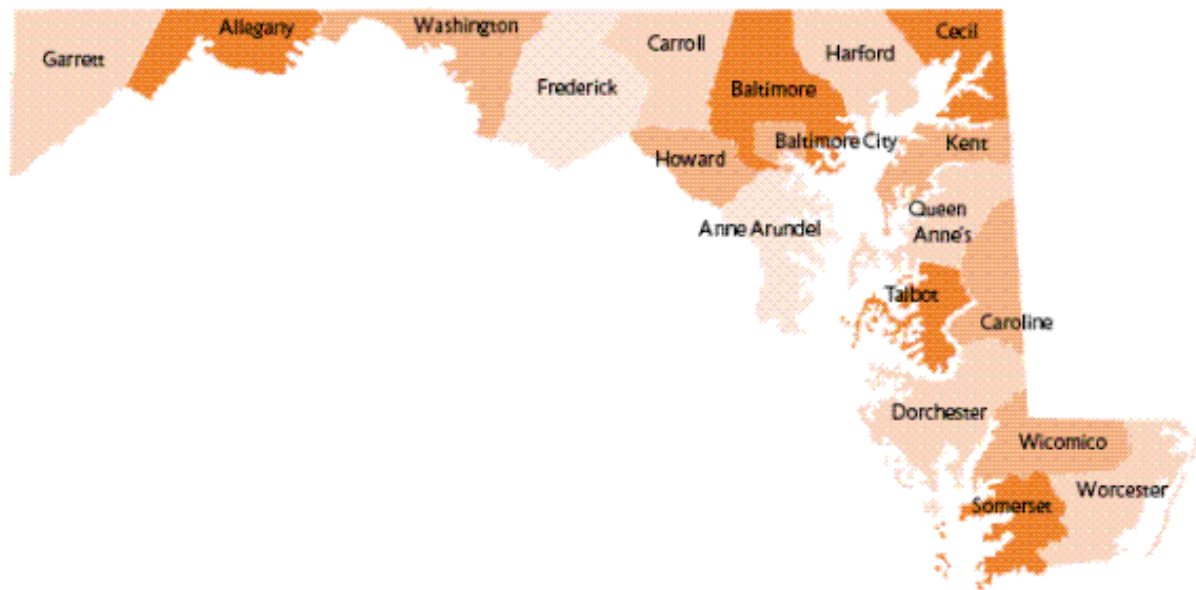 Garrett
Allegany
Washington
Frederick
Carroll
Baltimore
Harford
Cecil
Howard
Baltimore City
Kent
Anne Arundel
Queen
Anne's
Talbot
Caroline
Dorchester
Wicomico
Worcester
Somerset